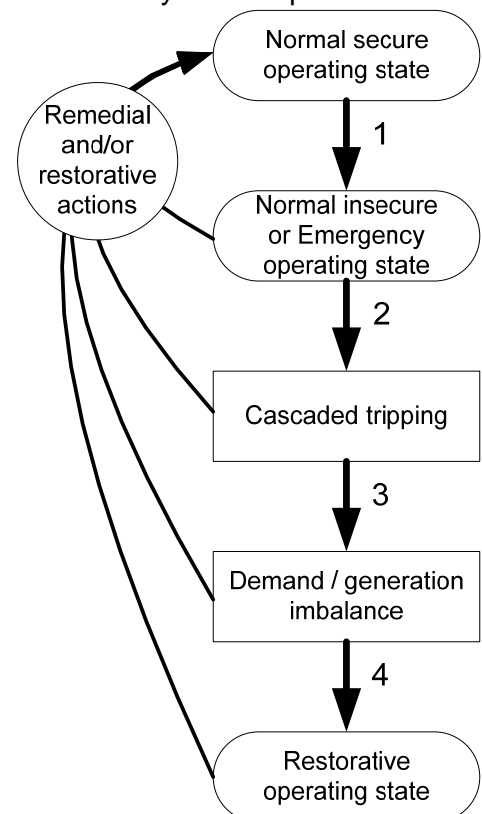 Normal secure
operating state
Remedial
and/or
restorative
actions
1
Normal insecure
or Emergency
operating state
2
Cascaded tripping
3
Demand / generation
imbalance
4
Restorative
operating state